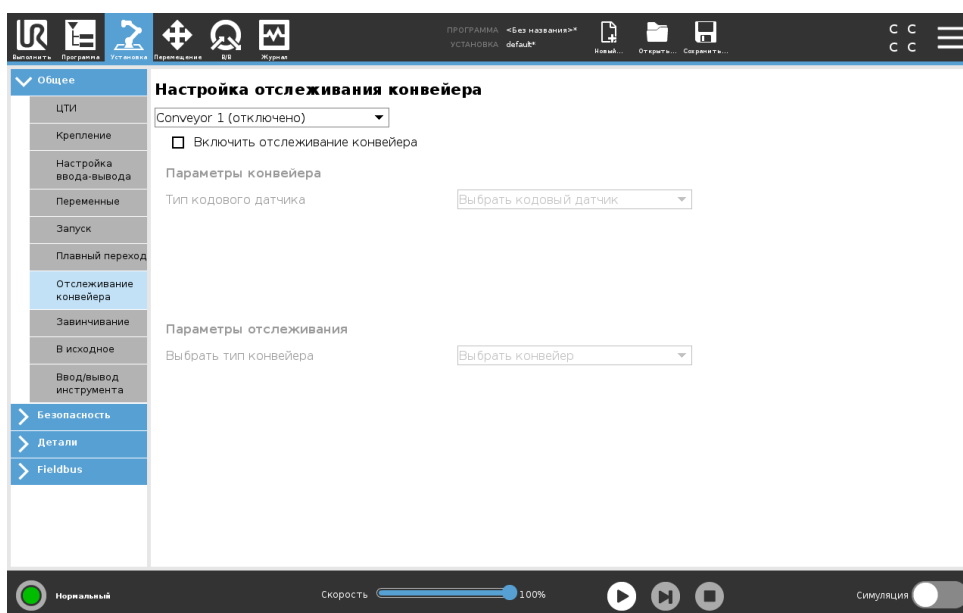 ПРОГРАММА <Без названия>*
УСТАНОВКА default*
C C
C C
Выполнить Программа Установка Перемещение В/В Журнал
Новый... Открыть... Сохранить...
Общее
ЦТИ
Крепление
Настройка
ввода-вывода
Переменные
Запуск
Плавный переход
Отслеживание
конвейера
Завинчивание
В исходное
Ввод/вывод
инструмента
Безопасность
Детали
Fieldbus
Настройка отслеживания конвейера
Conveyor 1 (отключено)
Включить отслеживание конвейера
Параметры конвейера
Тип кодового датчика Выбрать кодовый датчик
Параметры отслеживания
Выбрать тип конвейера Выбрать конвейер
Нормальный
Скорость 100%
Симуляция